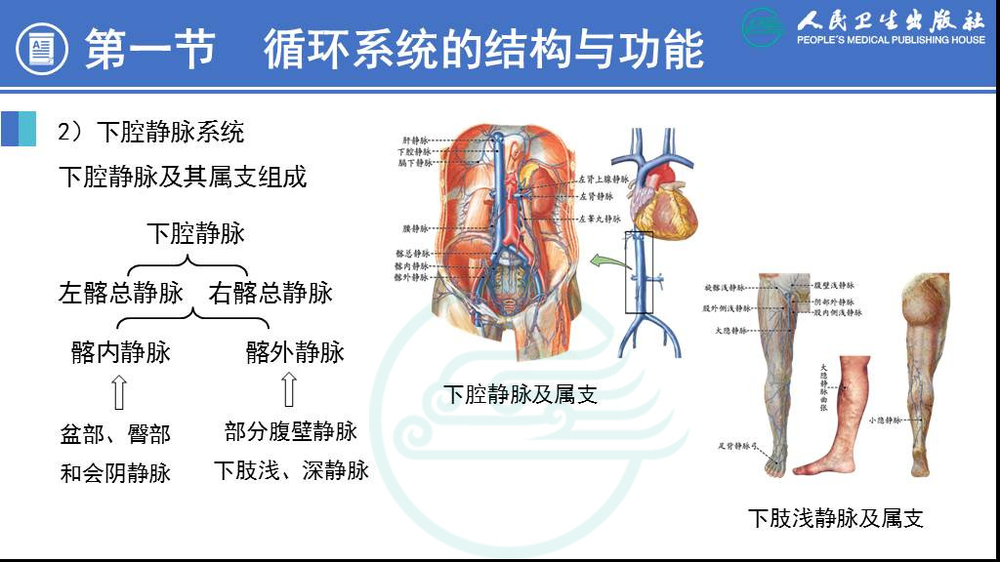 第一节 循环系统的结构与功能
人民卫生出版社
PEOPLE'S MEDICAL PUBLISHING HOUSE
2）下腔静脉系统
下腔静脉及其属支组成
下腔静脉
左髂总静脉 右髂总静脉
髂内静脉 髂外静脉
盆部、臀部
和会阴静脉
部分腹壁静脉
下肢浅、深静脉
肝静脉
下腔静脉
膈下静脉
左肾上腺静脉
左肾静脉
左睾丸静脉
腰静脉
髂总静脉
髂内静脉
髂外静脉
下腔静脉及属支
旋髂浅静脉
腹壁浅静脉
阴部外静脉
股外侧浅静脉
股内侧浅静脉
大隐静脉
大隐静脉曲张
小隐静脉
足背静脉弓
下肢浅静脉及属支